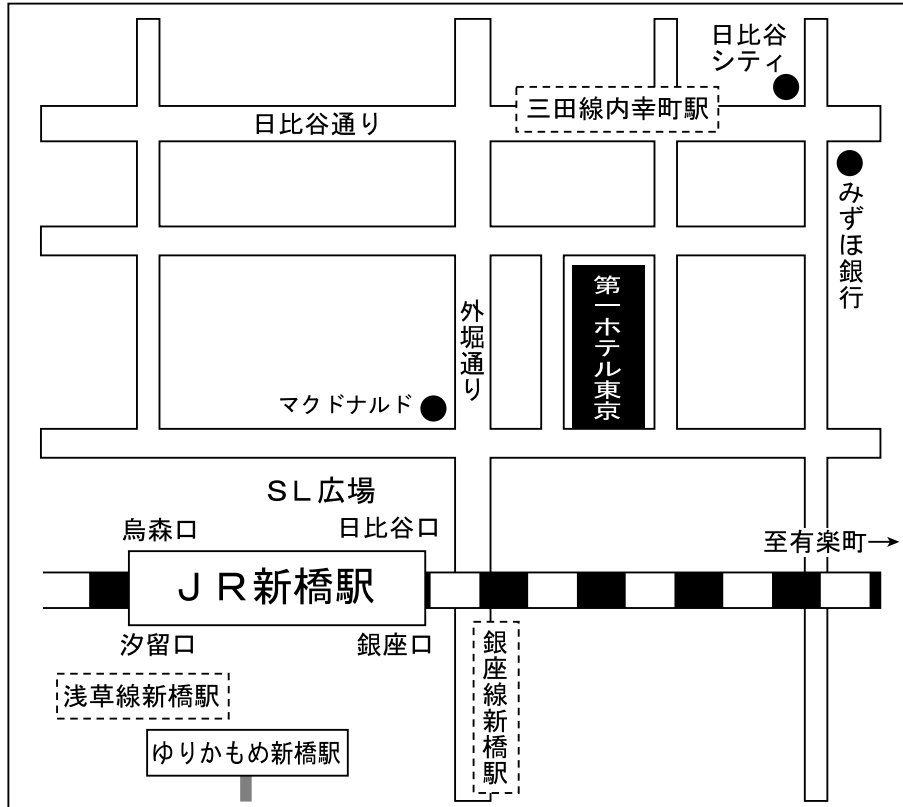 日比谷
シティ
三田線内幸町駅
日比谷通り
みずほ銀行
第一ホテル東京
外堀通り
マクドナルド
ＳＬ広場
烏森口
日比谷口
至有楽町→
ＪＲ新橋駅
汐留口
銀座口
銀座線新橋駅
浅草線新橋駅
ゆりかもめ新橋駅